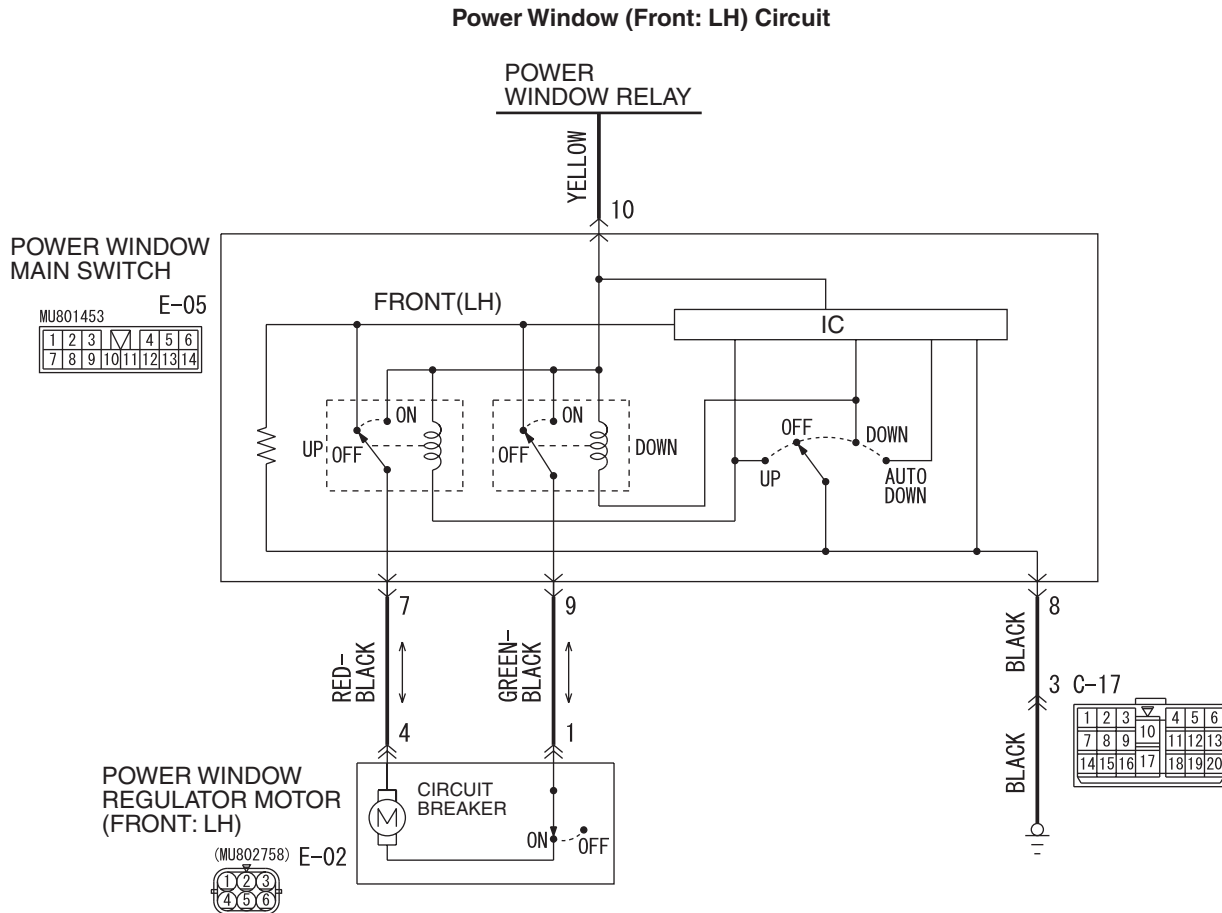 Power Window (Front: LH) Circuit
POWER
WINDOW RELAY
YELLOW
10
POWER WINDOW
MAIN SWITCH
E-05
MU801453
1 2 3 4 5 6
7 8 9 10 11 12 13 14
FRONT(LH)
IC
ON
UP
OFF
ON
OFF
DOWN
OFF
DOWN
UP
AUTO
DOWN
7
9
8
RED-
BLACK
GREEN-
BLACK
BLACK
3 C-17
1 2 3 4 5 6
7 8 9 10 11 12 13
14 15 16 17 18 19 20
BLACK
4
1
POWER WINDOW
REGULATOR MOTOR
(FRONT: LH)
CIRCUIT
BREAKER
M
ON
OFF
(MU802758) E-02
1 2 3
4 5 6